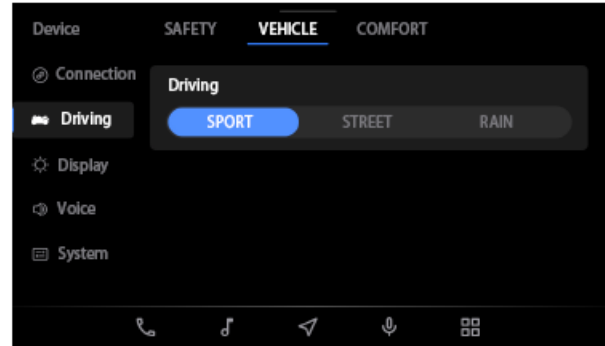 Device
SAFETY VEHICLE COMFORT
Connection
Driving
Driving
SPORT STREET RAIN
Display
Voice
System